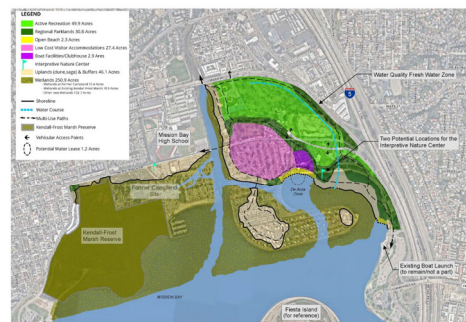 LEGEND
Active Recreation 49.9 Acres
Regional Parklands 30.8 Acres
Open Beach 2.3 Acres
Low Cost Visitor Accommodations 27.4 Acres
Boat Facilities/Clubhouse 2.9 Acres
Interpretive Nature Center
Uplands (dune,sage) & Buffers 46.1 Acres
Wetlands 250.9 Acres
Shoreline
Water Course
Multi-Use Paths
Kendall-Frost Marsh Preserve
Vehicular Access Points
Potential Water Lease 1.2 Acres
Water Quality Fresh Water Zone
5
Two Potential Locations for the
Interpretive Nature Center
Mission Bay
High School
Former Campland
Site
De Anza
Cove
Kendall-Frost
Marsh Reserve
Existing Boat Launch
(to remain/not a part)
MISSION BAY
Fiesta Island
(for reference)